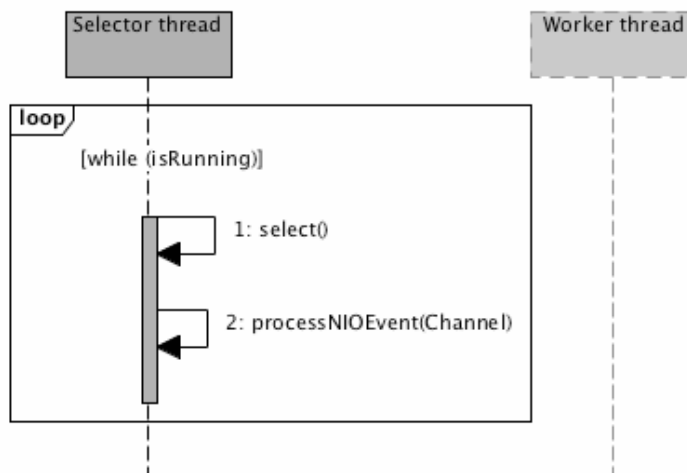 Selector thread
Worker thread
loop
[while (isRunning)]
1: select()
2: processNIOEvent(Channel)